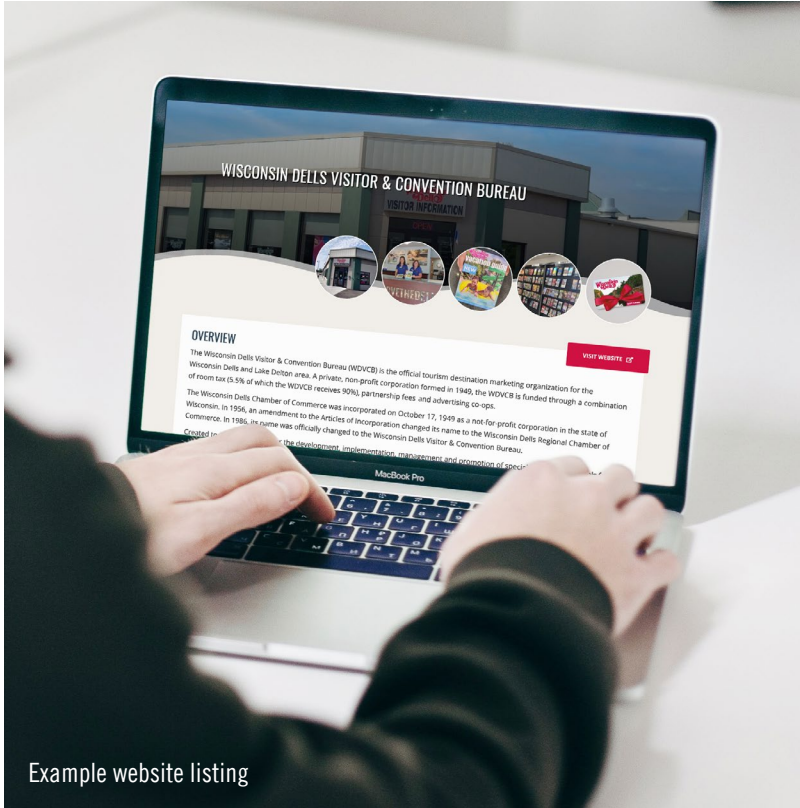 WISCONSIN DELLS VISITOR & CONVENTION BUREAU
VISITOR INFORMATION
OPEN
vacation guide
OVERVIEW
VISIT WEBSITE
The Wisconsin Dells Visitor & Convention Bureau (WDVCB) is the official tourism destination marketing organization for the
Wisconsin Dells and Lake Delton area. A private, non-profit corporation formed in 1949, the WDVCB is funded through a combination
of room tax (5.5% of which the WDVCB receives 90%), partnership fees and advertising co-ops.
The Wisconsin Dells Chamber of Commerce was incorporated on October 17, 1949 as a not-for-profit corporation in the state of
Wisconsin. In 1956, an amendment to the Articles of Incorporation changed its name to the Wisconsin Dells Regional Chamber of
Commerce. In 1986, its name was officially changed to the Wisconsin Dells Visitor & Convention Bureau.
Created to the development, implementation, management and promotion of
MacBook Pro
Example website listing